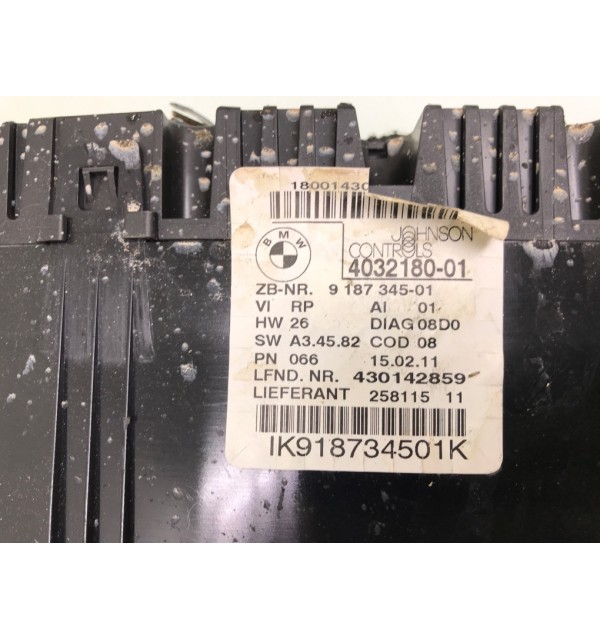 1800143
BMW
JOHNSON
CONTROLS
4032180-01
ZB-NR. 9 187 345-01
VI RP AI 01
HW 26 DIAG 08D0
SW A3.45.82 COD 08
PN 066 15.02.11
LFND. NR. 430142859
LIEFERANT 258115 11
IK918734501K